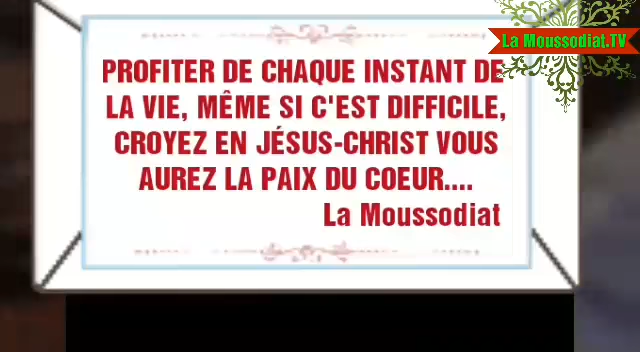 La Moussodiat.TV
PROFITER DE CHAQUE INSTANT DE
LA VIE, MÊME SI C'EST DIFFICILE,
CROYEZ EN JÉSUS-CHRIST VOUS
AUREZ LA PAIX DU COEUR....
La Moussodiat